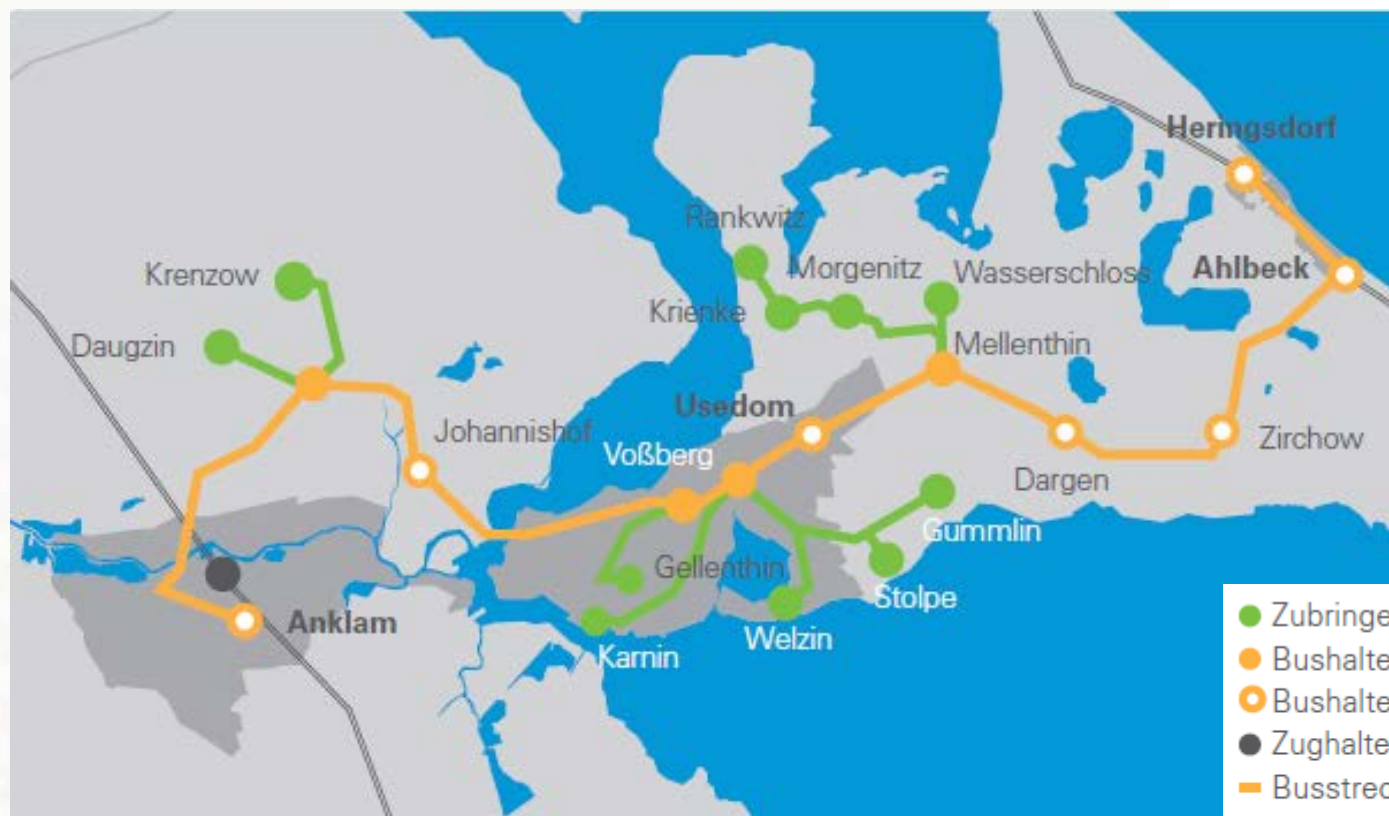 Heringsdorf
Rankwitz
Krenzow
Morgenitz
Wasserschloss
Ahlbeck
Krienke
Daugzin
Mellenthin
Usedom
Johannishof
Voßberg
Zirchow
Dargen
Gummlin
Gellenthin
Stolpe
Anklam
Welzin
Karnin
Zubringe
Bushalte
Bushalte
Zughalte
Busstrec